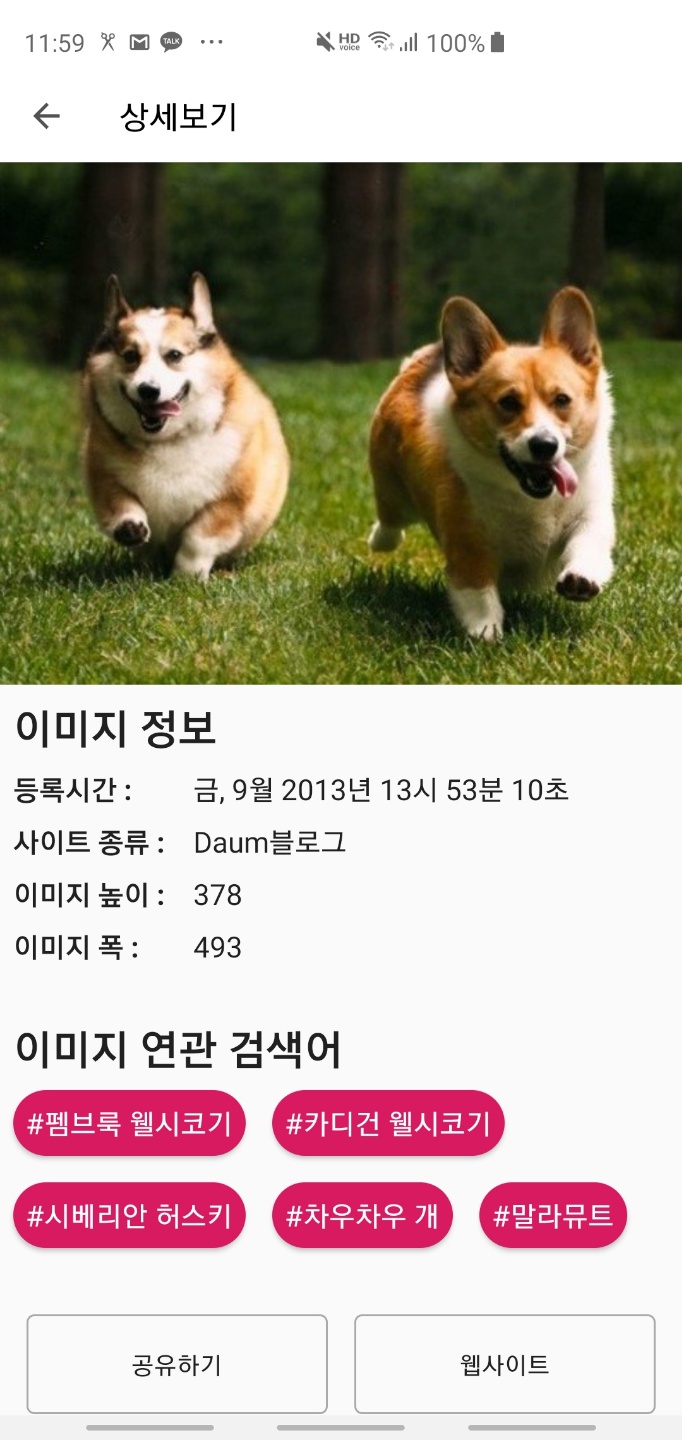 11:59 TALK ... HD voice 100%
상세보기
이미지 정보
등록시간 : 금, 9월 2013년 13시 53분 10초
사이트 종류 : Daum블로그
이미지 높이 : 378
이미지 폭 : 493
이미지 연관 검색어
#펨브룩 웰시코기 #카디건 웰시코기
#시베리안 허스키 #차우차우 개 #말라뮤트
공유하기 웹사이트